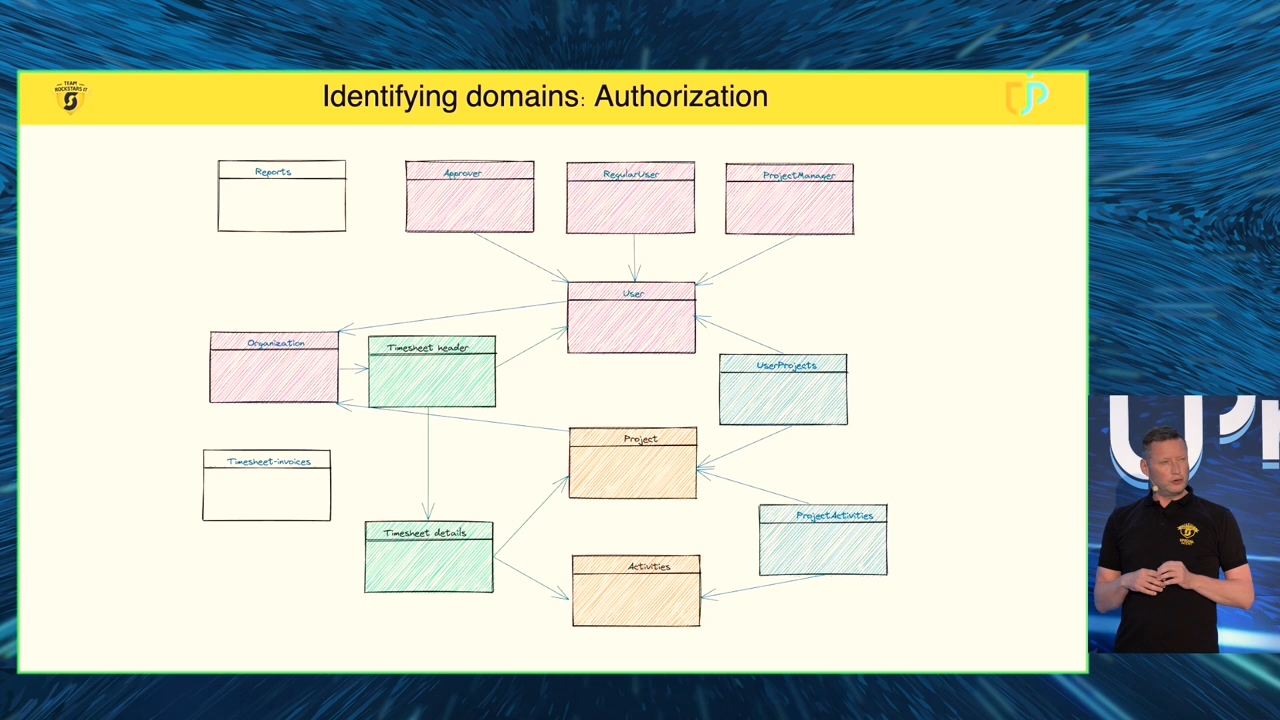 TEAM
ROCKSTARS IT
Identifying domains: Authorization
Reports
Approver
RegularUser
ProjectManager
User
Organization
Timesheet header
UserProjects
Project
Timesheet-invoices
ProjectActivities
Timesheet details
Activities